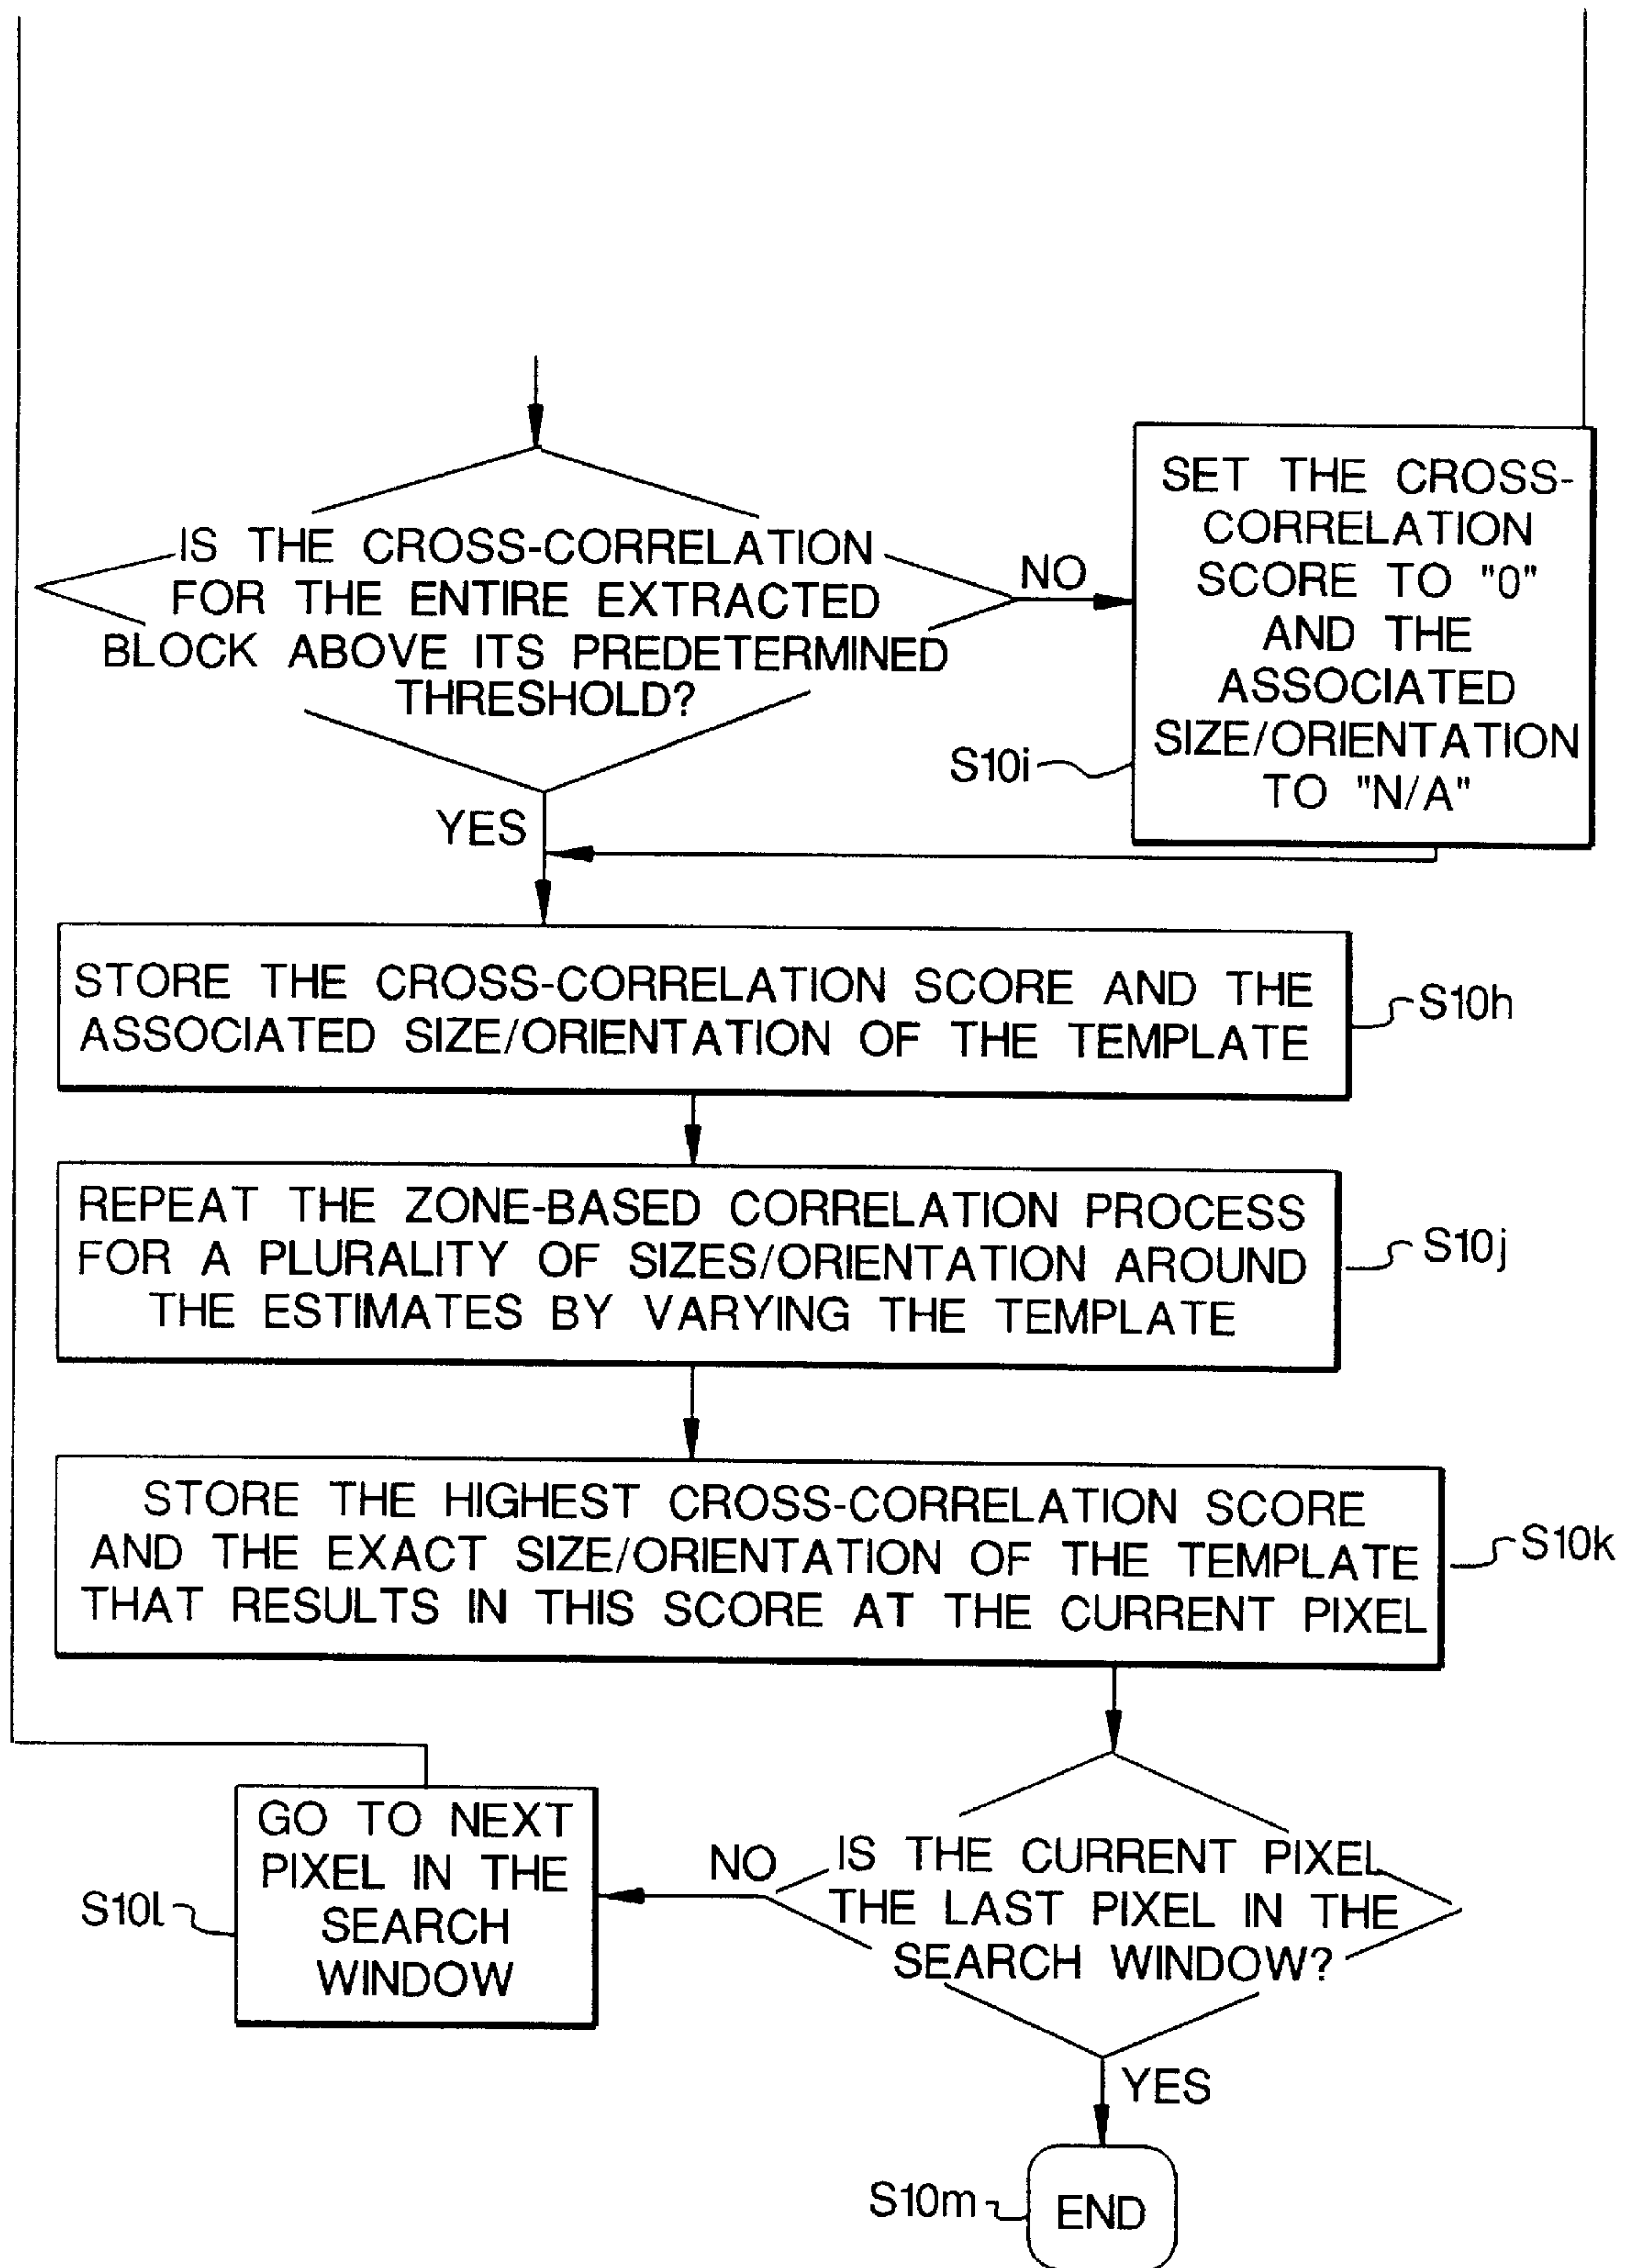 IS THE CROSS-CORRELATION
FOR THE ENTIRE EXTRACTED
BLOCK ABOVE ITS PREDETERMINED
THRESHOLD?
NO
SET THE CROSS-
CORRELATION
SCORE TO "0"
AND THE
ASSOCIATED
SIZE/ORIENTATION
TO "N/A"
S10i
YES
STORE THE CROSS-CORRELATION SCORE AND THE
ASSOCIATED SIZE/ORIENTATION OF THE TEMPLATE
S10h
REPEAT THE ZONE-BASED CORRELATION PROCESS
FOR A PLURALITY OF SIZES/ORIENTATION AROUND
THE ESTIMATES BY VARYING THE TEMPLATE
S10j
STORE THE HIGHEST CROSS-CORRELATION SCORE
AND THE EXACT SIZE/ORIENTATION OF THE TEMPLATE
THAT RESULTS IN THIS SCORE AT THE CURRENT PIXEL
S10k
IS THE CURRENT PIXEL
THE LAST PIXEL IN THE
SEARCH WINDOW?
NO
GO TO NEXT
PIXEL IN THE
SEARCH
WINDOW
S10l
YES
END
S10m